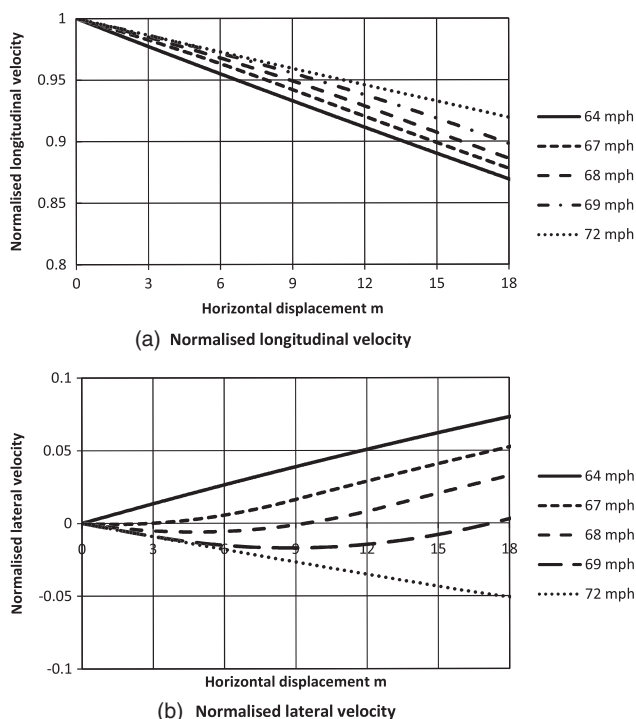 Normalised longitudinal velocity
1
0.95
0.9
0.85
0.8
0 3 6 9 12 15 18
Horizontal displacement m
64 mph
67 mph
68 mph
69 mph
72 mph
(a) Normalised longitudinal velocity
Normalised lateral velocity
0.1
0.05
0
-0.05
-0.1
0 3 6 9 12 15 18
Horizontal displacement m
64 mph
67 mph
68 mph
69 mph
72 mph
(b) Normalised lateral velocity